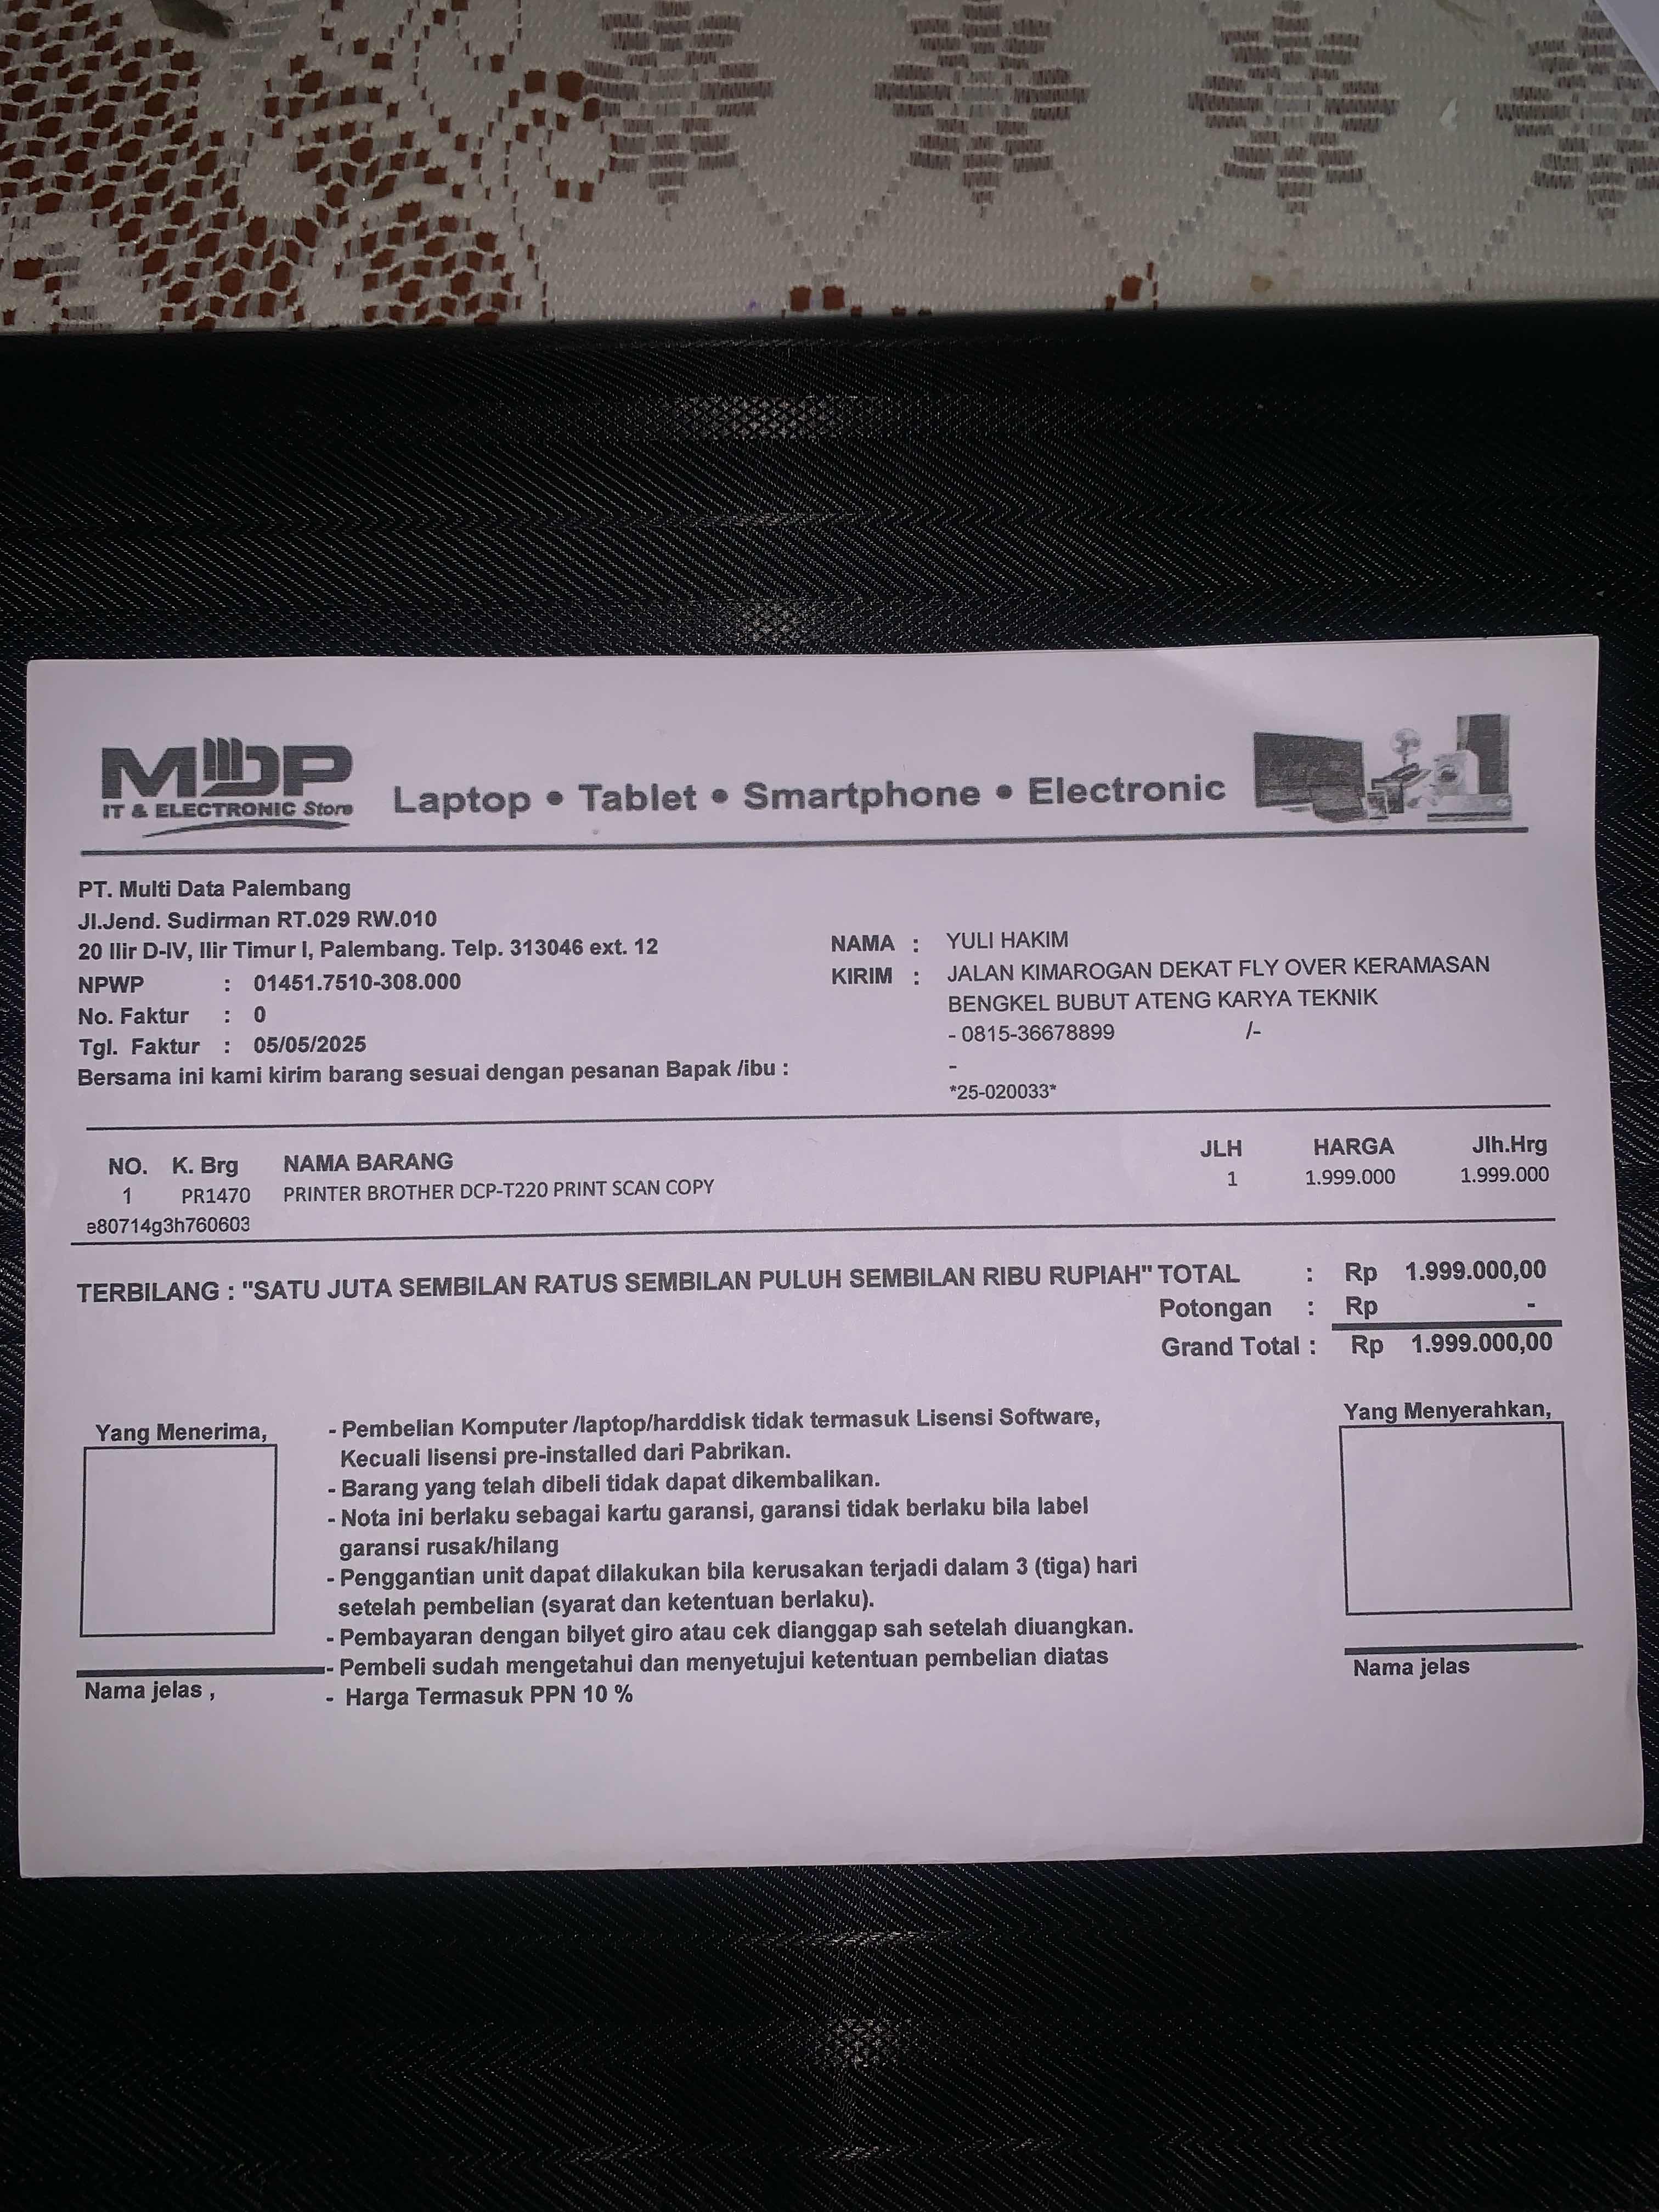 MDP
IT & ELECTRONIC Store
Laptop • Tablet • Smartphone • Electronic
PT. Multi Data Palembang
Jl.Jend. Sudirman RT.029 RW.010
20 Ilir D-IV, Ilir Timur I, Palembang. Telp. 313046 ext. 12
NPWP : 01451.7510-308.000
No. Faktur : 0
Tgl. Faktur : 05/05/2025
Bersama ini kami kirim barang sesuai dengan pesanan Bapak /ibu :
NAMA : YULI HAKIM
KIRIM : JALAN KIMAROGAN DEKAT FLY OVER KERAMASAN
BENGKEL BUBUT ATENG KARYA TEKNIK
- 0815-36678899 /-
-
*25-020033*
NO. K. Brg NAMA BARANG JLH HARGA Jlh.Hrg
1 PR1470 PRINTER BROTHER DCP-T220 PRINT SCAN COPY 1 1.999.000 1.999.000
e80714g3h760603
TERBILANG : "SATU JUTA SEMBILAN RATUS SEMBILAN PULUH SEMBILAN RIBU RUPIAH" TOTAL : Rp 1.999.000,00
Potongan : Rp -
Grand Total : Rp 1.999.000,00
Yang Menerima,
- Pembelian Komputer /laptop/harddisk tidak termasuk Lisensi Software,
Kecuali lisensi pre-installed dari Pabrikan.
- Barang yang telah dibeli tidak dapat dikembalikan.
- Nota ini berlaku sebagai kartu garansi, garansi tidak berlaku bila label
garansi rusak/hilang
- Penggantian unit dapat dilakukan bila kerusakan terjadi dalam 3 (tiga) hari
setelah pembelian (syarat dan ketentuan berlaku).
- Pembayaran dengan bilyet giro atau cek dianggap sah setelah diuangkan.
- Pembeli sudah mengetahui dan menyetujui ketentuan pembelian diatas
- Harga Termasuk PPN 10 %
Nama jelas ,
Yang Menyerahkan,
Nama jelas